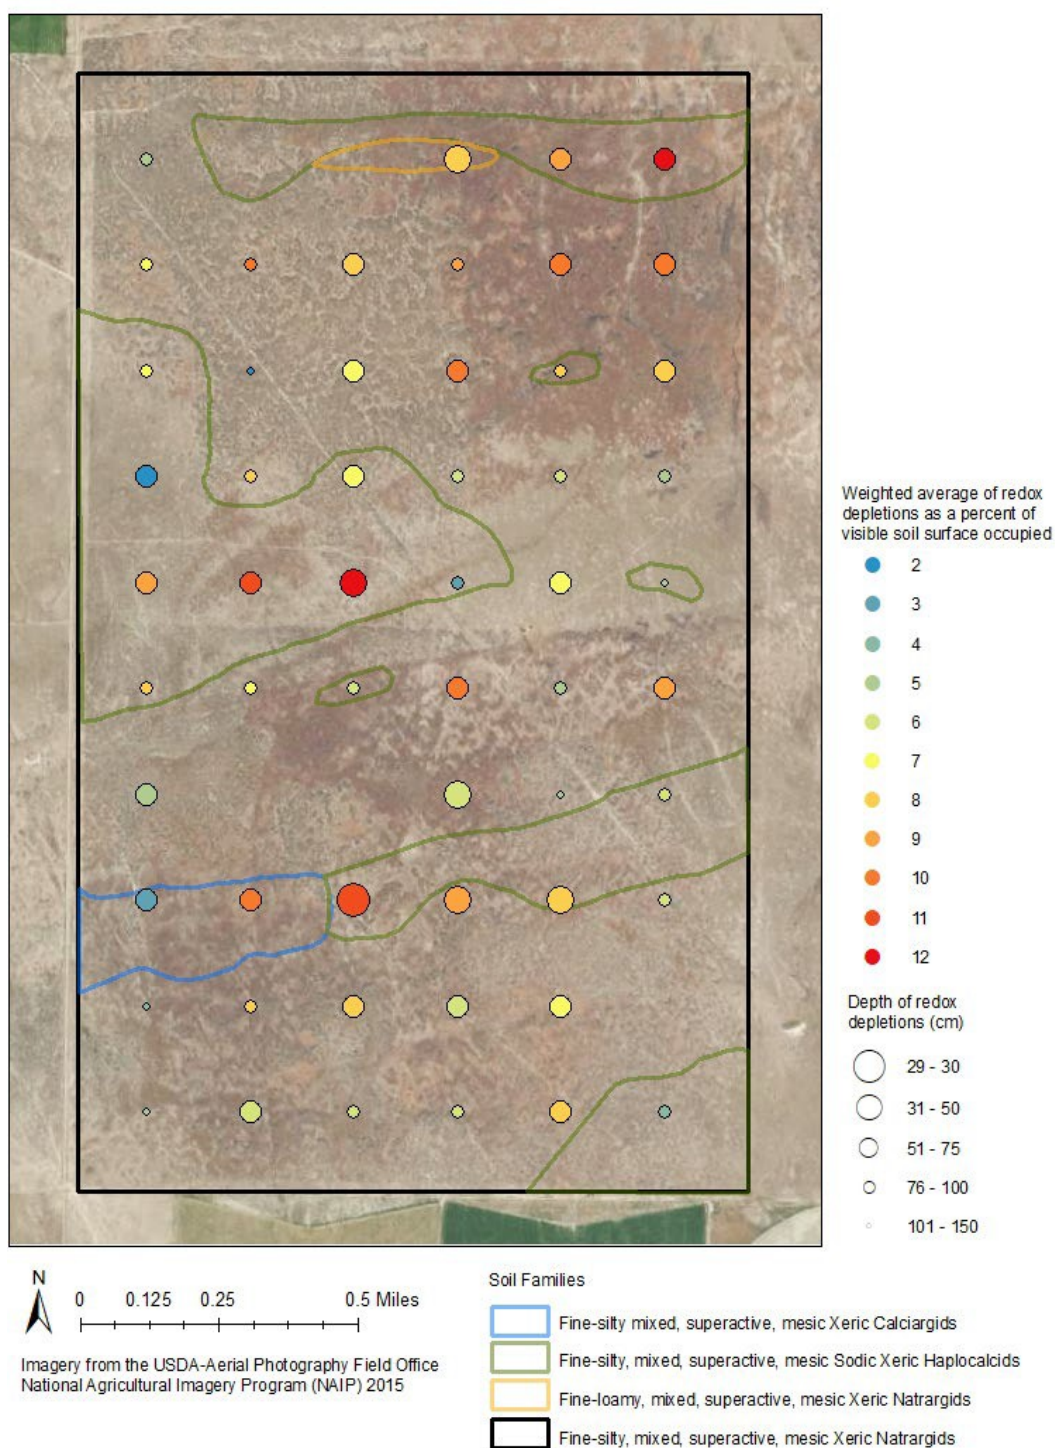 Weighted average of redox
depletions as a percent of
visible soil surface occupied
2
3
4
5
6
7
8
9
10
11
12
Depth of redox
depletions (cm)
29 - 30
31 - 50
51 - 75
76 - 100
101 - 150
N
0 0.125 0.25 0.5 Miles
Imagery from the USDA-Aerial Photography Field Office
National Agricultural Imagery Program (NAIP) 2015
Soil Families
Fine-silty mixed, superactive, mesic Xeric Calciargids
Fine-silty, mixed, superactive, mesic Sodic Xeric Haplocalcids
Fine-loamy, mixed, superactive, mesic Xeric Natrargids
Fine-silty, mixed, superactive, mesic Xeric Natrargids